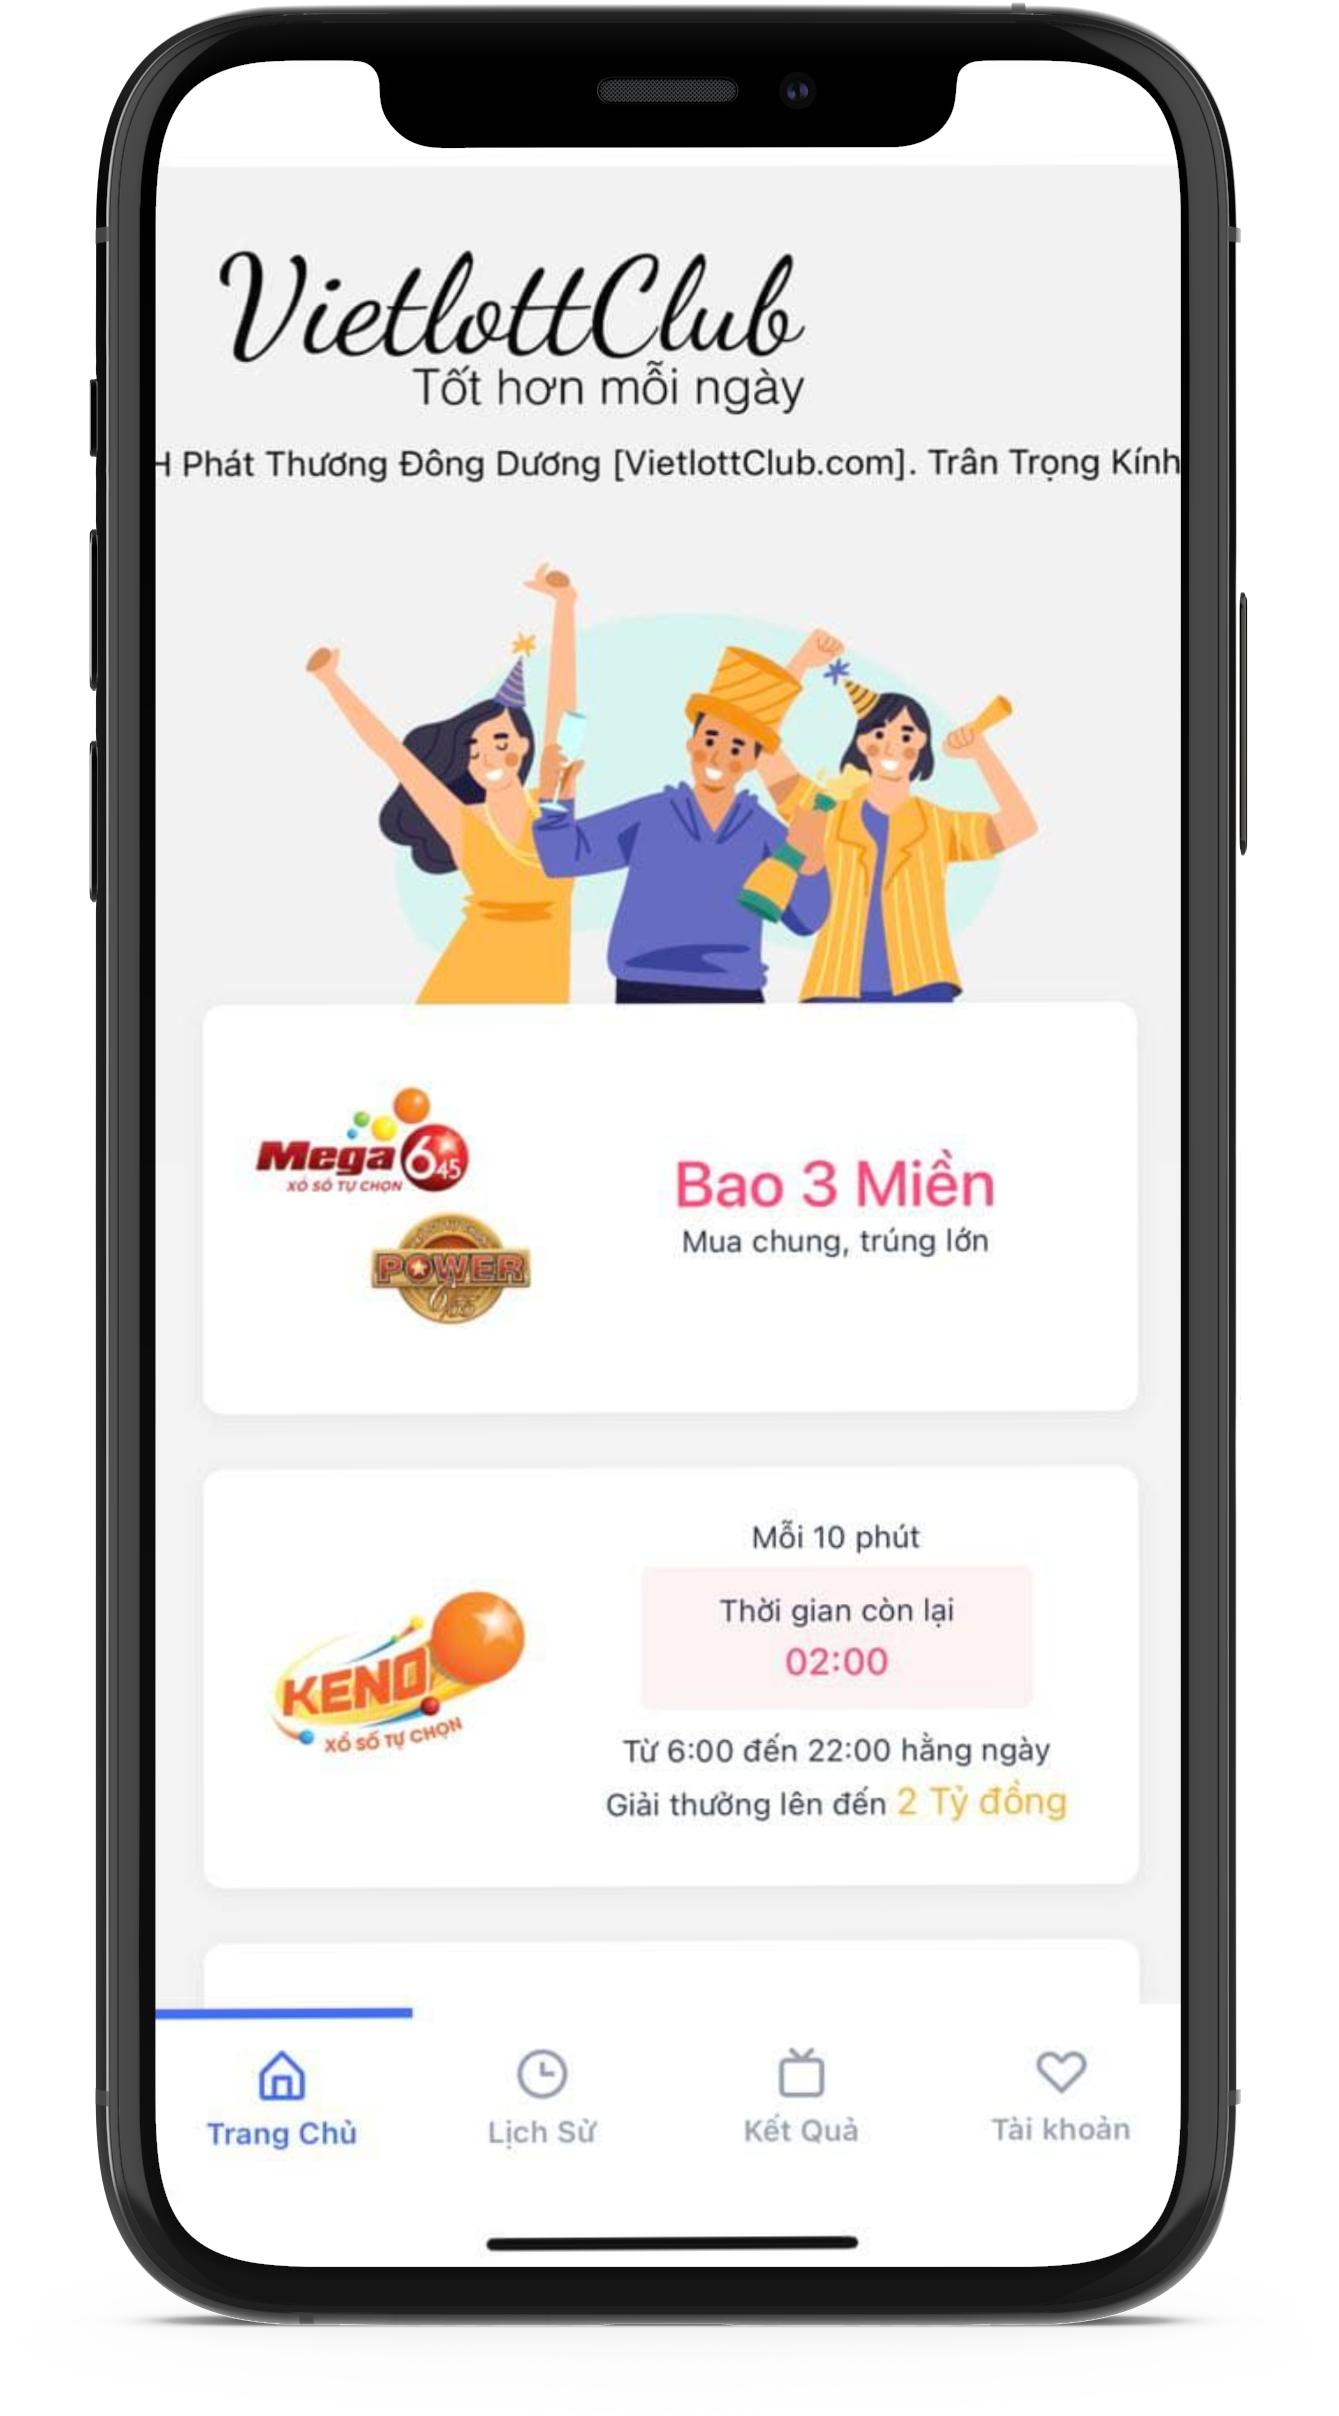 VietlottClub
Tốt hơn mỗi ngày
H Phát Thương Đông Dương [VietlottClub.com]. Trân Trọng Kính
Mega 6/45
XỔ SỐ TỰ CHỌN
POWER
Bao 3 Miền
Mua chung, trúng lớn
KENO
XỔ SỐ TỰ CHỌN
Mỗi 10 phút
Thời gian còn lại
02:00
Từ 6:00 đến 22:00 hằng ngày
Giải thưởng lên đến 2 Tỷ đồng
Trang Chủ
Lịch Sử
Kết Quả
Tài khoản